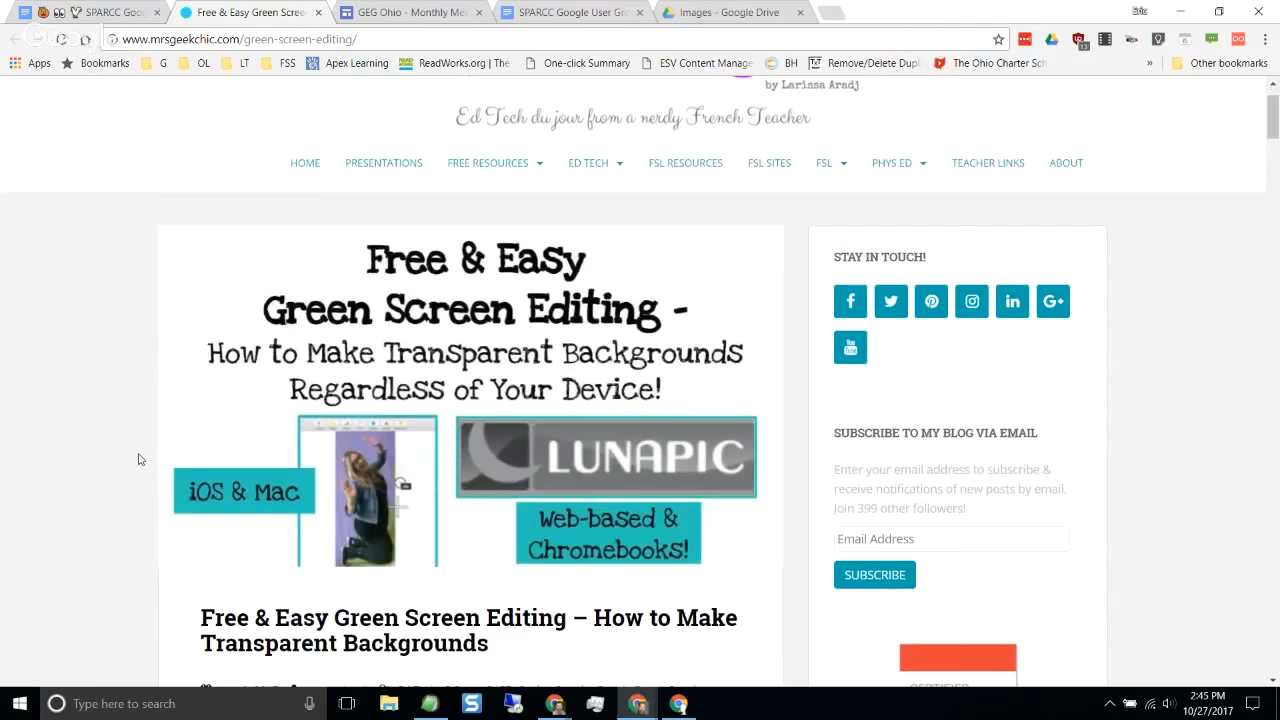 SPARCC Google User C
Free & Easy Green Screen
GEG Ohio - Monthly Mee
SPARCC User Google Gro
Images - Google Drive
www.mrsgeekchic.com/green-screen-editing/
13
Apps
Bookmarks
G
OL
LT
FSS
Apex Learning
ReadWorks.org | The
One-click Summary
ESV Content Manage
BH
Remove/Delete Dup
The Ohio Charter Sch
»
Other bookmarks
by Larissa Aradj
Ed Tech du jour from a nerdy French Teacher
HOME
PRESENTATIONS
FREE RESOURCES
ED TECH
FSL RESOURCES
FSL SITES
FSL
PHYS ED
TEACHER LINKS
ABOUT
Free & Easy
Green Screen Editing -
How to Make Transparent Backgrounds
Regardless of Your Device!
iOS & Mac
LUNAPIC
Web-based &
Chromebooks!
Free & Easy Green Screen Editing – How to Make
Transparent Backgrounds
STAY IN TOUCH!
SUBSCRIBE TO MY BLOG VIA EMAIL
Enter your email address to subscribe &
receive notifications of new posts by email.
Join 399 other followers!
Email Address
SUBSCRIBE
Type here to search
2:45 PM
10/27/2017